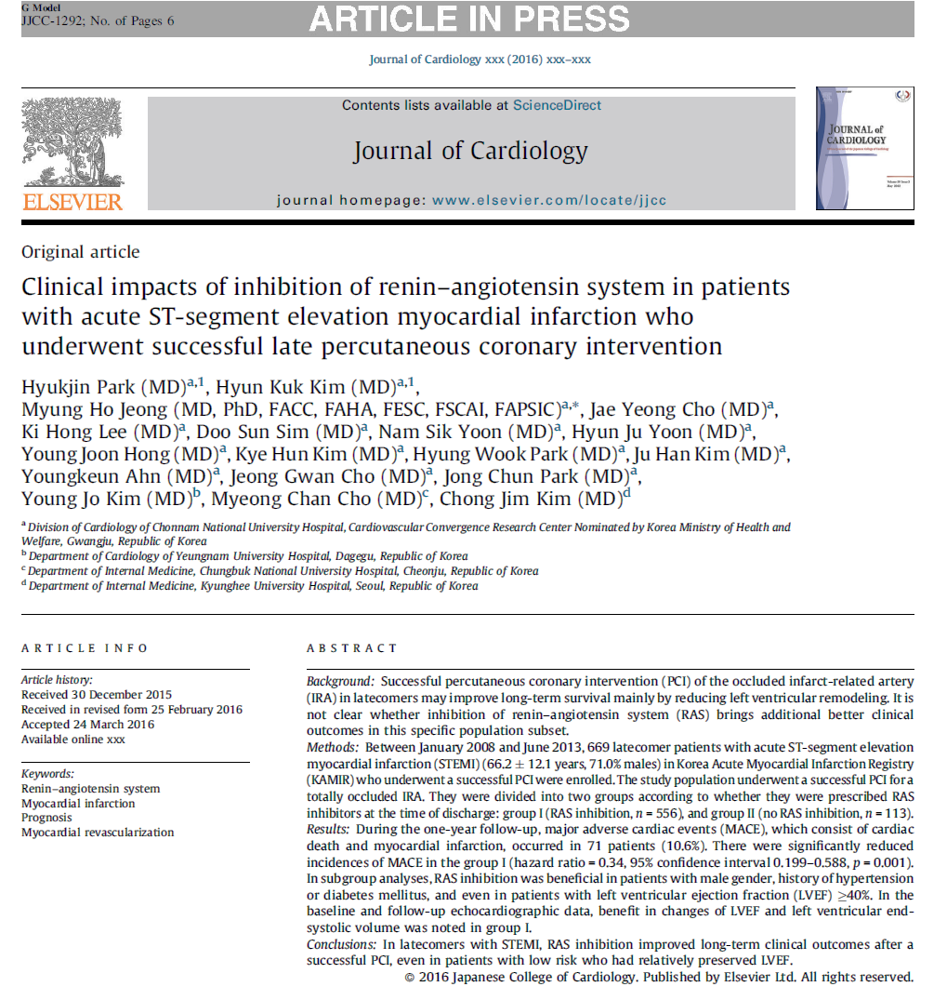 G Model
JJCC-1292; No. of Pages 6
ARTICLE IN PRESS
Journal of Cardiology xxx (2016) xxx–xxx
Contents lists available at ScienceDirect
Journal of Cardiology
journal homepage: www.elsevier.com/locate/jjcc
ELSEVIER
JOURNAL of
CARDIOLOGY
Original article
Clinical impacts of inhibition of renin–angiotensin system in patients
with acute ST-segment elevation myocardial infarction who
underwent successful late percutaneous coronary intervention
Hyukjin Park (MD)a,1, Hyun Kuk Kim (MD)a,1,
Myung Ho Jeong (MD, PhD, FACC, FAHA, FESC, FSCAI, FAPSIC)a,*, Jae Yeong Cho (MD)a,
Ki Hong Lee (MD)a, Doo Sun Sim (MD)a, Nam Sik Yoon (MD)a, Hyun Ju Yoon (MD)a,
Young Joon Hong (MD)a, Kye Hun Kim (MD)a, Hyung Wook Park (MD)a, Ju Han Kim (MD)a,
Youngkeun Ahn (MD)a, Jeong Gwan Cho (MD)a, Jong Chun Park (MD)a,
Young Jo Kim (MD)b, Myeong Chan Cho (MD)c, Chong Jim Kim (MD)d
a Division of Cardiology of Chonnam National University Hospital, Cardiovascular Convergence Research Center Nominated by Korea Ministry of Health and
Welfare, Gwangju, Republic of Korea
b Department of Cardiology of Yeungnam University Hospital, Dagegu, Republic of Korea
c Department of Internal Medicine, Chungbuk National University Hospital, Cheonju, Republic of Korea
d Department of Internal Medicine, Kyunghee University Hospital, Seoul, Republic of Korea
ARTICLE INFO
Article history:
Received 30 December 2015
Received in revised form 25 February 2016
Accepted 24 March 2016
Available online xxx
Keywords:
Renin–angiotensin system
Myocardial infarction
Prognosis
Myocardial revascularization
ABSTRACT
Background: Successful percutaneous coronary intervention (PCI) of the occluded infarct-related artery
(IRA) in latecomers may improve long-term survival mainly by reducing left ventricular remodeling. It is
not clear whether inhibition of renin–angiotensin system (RAS) brings additional better clinical
outcomes in this specific population subset.
Methods: Between January 2008 and June 2013, 669 latecomer patients with acute ST-segment elevation
myocardial infarction (STEMI) (66.2 ± 12.1 years, 71.0% males) in Korea Acute Myocardial Infarction Registry
(KAMIR) who underwent a successful PCI were enrolled. The study population underwent a successful PCI for a
totally occluded IRA. They were divided into two groups according to whether they were prescribed RAS
inhibitors at the time of discharge: group I (RAS inhibition, n = 556), and group II (no RAS inhibition, n = 113).
Results: During the one-year follow-up, major adverse cardiac events (MACE), which consist of cardiac
death and myocardial infarction, occurred in 71 patients (10.6%). There were significantly reduced
incidences of MACE in the group I (hazard ratio = 0.34, 95% confidence interval 0.199–0.588, p = 0.001).
In subgroup analyses, RAS inhibition was beneficial in patients with male gender, history of hypertension
or diabetes mellitus, and even in patients with left ventricular ejection fraction (LVEF) ≥40%. In the
baseline and follow-up echocardiographic data, benefit in changes of LVEF and left ventricular end-
systolic volume was noted in group I.
Conclusions: In latecomers with STEMI, RAS inhibition improved long-term clinical outcomes after a
successful PCI, even in patients with low risk who had relatively preserved LVEF.
© 2016 Japanese College of Cardiology. Published by Elsevier Ltd. All rights reserved.